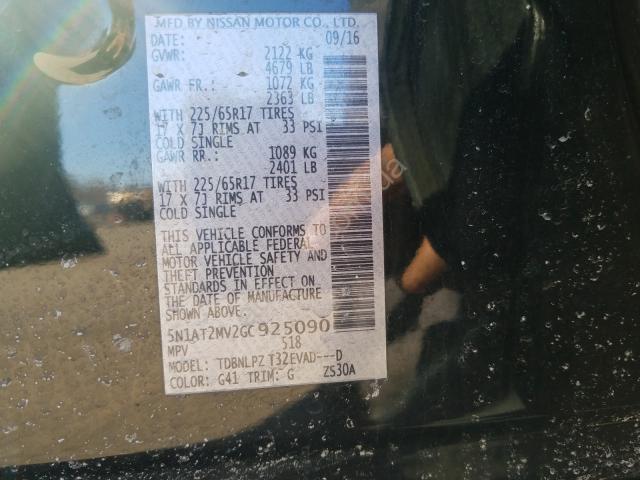 MFD BY NISSAN MOTOR CO., LTD.
DATE: 09/16
GVWR: 2122 KG
4679 LB
GAWR FR.: 1072 KG
2363 LB
WITH 225/65R17 TIRES
17 X 7J RIMS AT 33 PSI
COLD SINGLE
GAWR RR.: 1089 KG
2401 LB
WITH 225/65R17 TIRES
17 X 7J RIMS AT 33 PSI
COLD SINGLE
THIS VEHICLE CONFORMS TO
ALL APPLICABLE FEDERAL
MOTOR VEHICLE SAFETY AND
THEFT PREVENTION
STANDARDS IN EFFECT ON
THE DATE OF MANUFACTURE
SHOWN ABOVE.
5N1AT2MV2GC925090
MPV 518
MODEL: TDBNLPZ T32EVAD---D
COLOR: G41 TRIM: G ZS30A